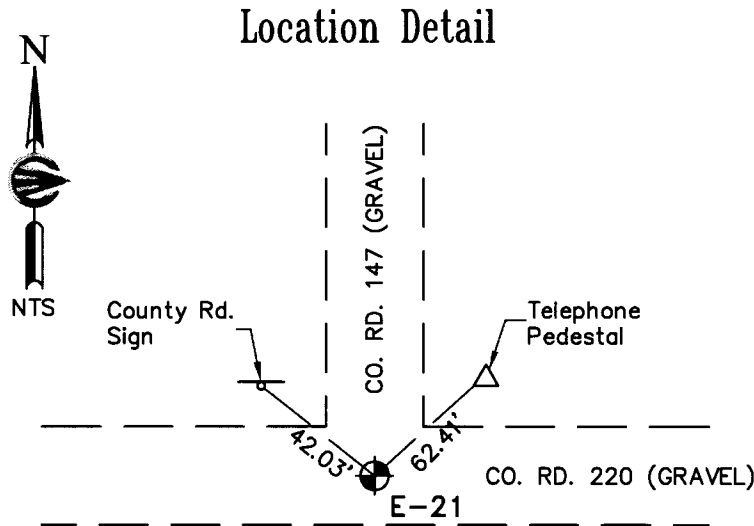 Location Detail
N
NTS
County Rd.
Sign
CO. RD. 147 (GRAVEL)
Telephone
Pedestal
42.03'
62.41'
CO. RD. 220 (GRAVEL)
E-21